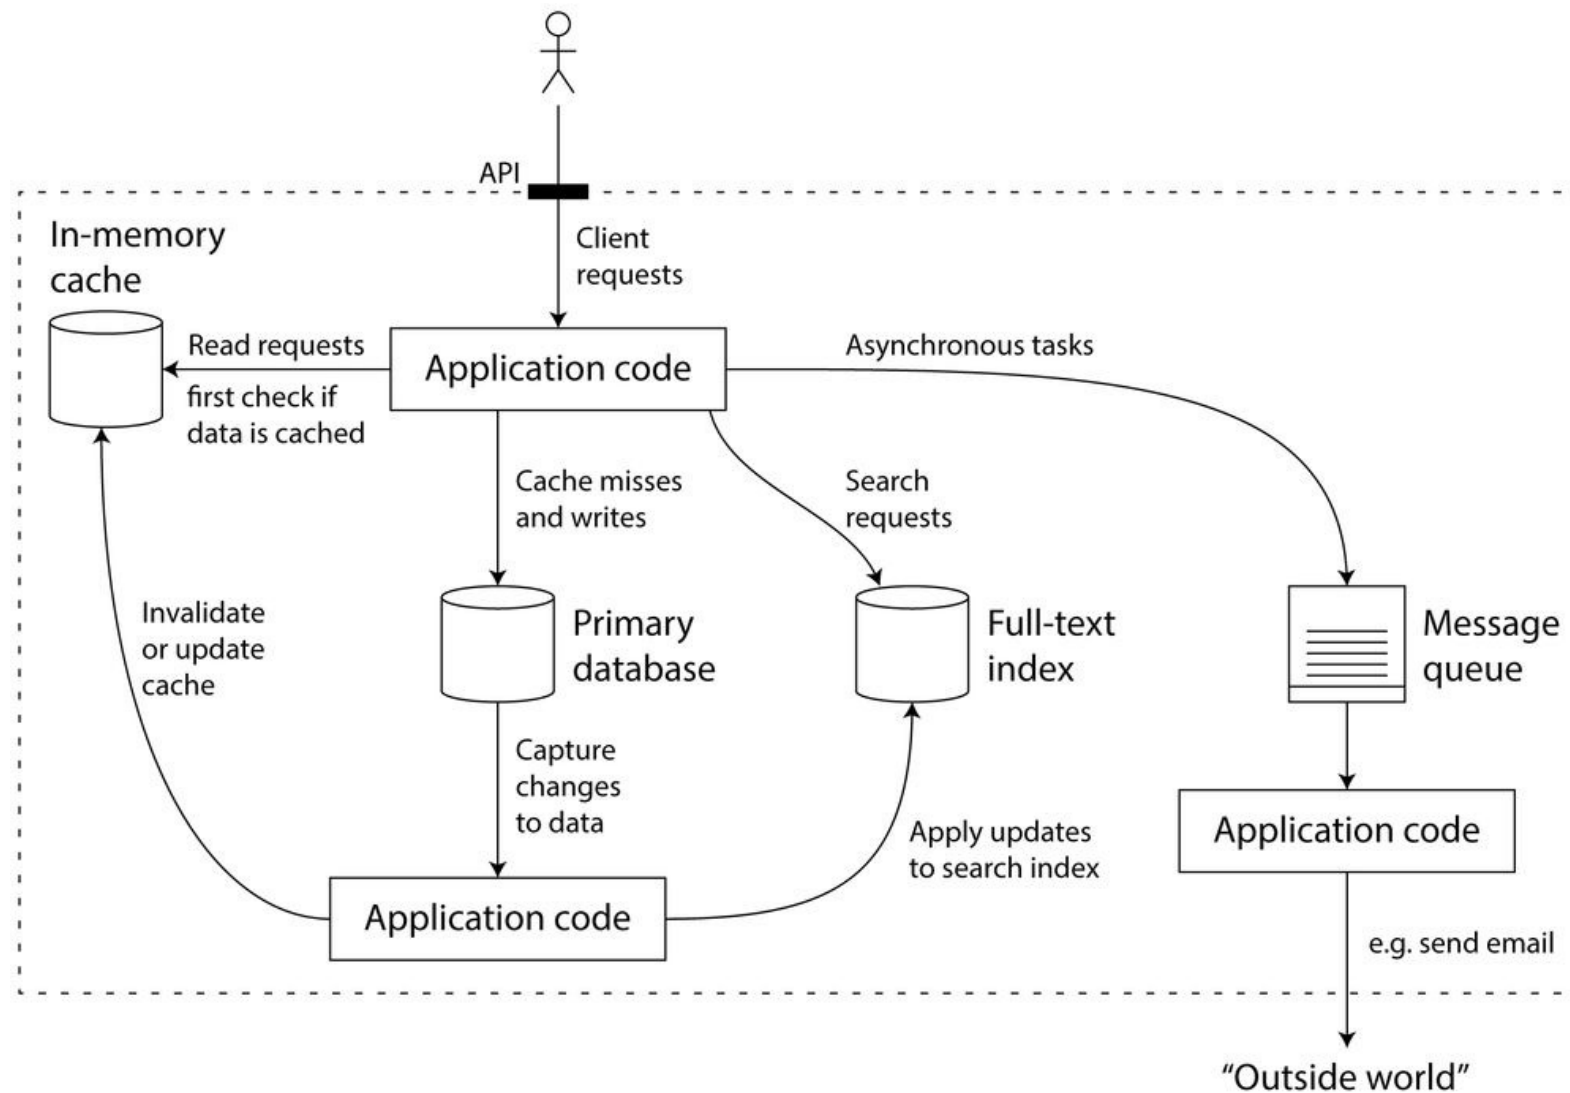 API
Client
requests
In-memory
cache
Read requests
first check if
data is cached
Application code
Asynchronous tasks
Cache misses
and writes
Search
requests
Invalidate
or update
cache
Primary
database
Full-text
index
Message
queue
Capture
changes
to data
Apply updates
to search index
Application code
Application code
e.g. send email
“Outside world”